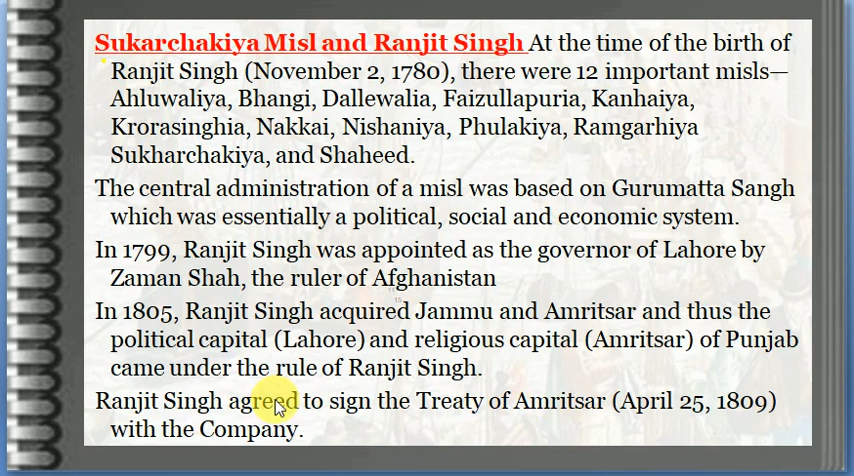 Sukarchakiya Misl and Ranjit Singh At the time of the birth of
Ranjit Singh (November 2, 1780), there were 12 important misls—
Ahluwaliya, Bhangi, Dallewalia, Faizullapuria, Kanhaiya,
Krorasinghia, Nakkai, Nishaniya, Phulakiya, Ramgarhiya
Sukharchakiya, and Shaheed.
The central administration of a misl was based on Gurumatta Sangh
which was essentially a political, social and economic system.
In 1799, Ranjit Singh was appointed as the governor of Lahore by
Zaman Shah, the ruler of Afghanistan
In 1805, Ranjit Singh acquired Jammu and Amritsar and thus the
political capital (Lahore) and religious capital (Amritsar) of Punjab
came under the rule of Ranjit Singh.
Ranjit Singh agreed to sign the Treaty of Amritsar (April 25, 1809)
with the Company.